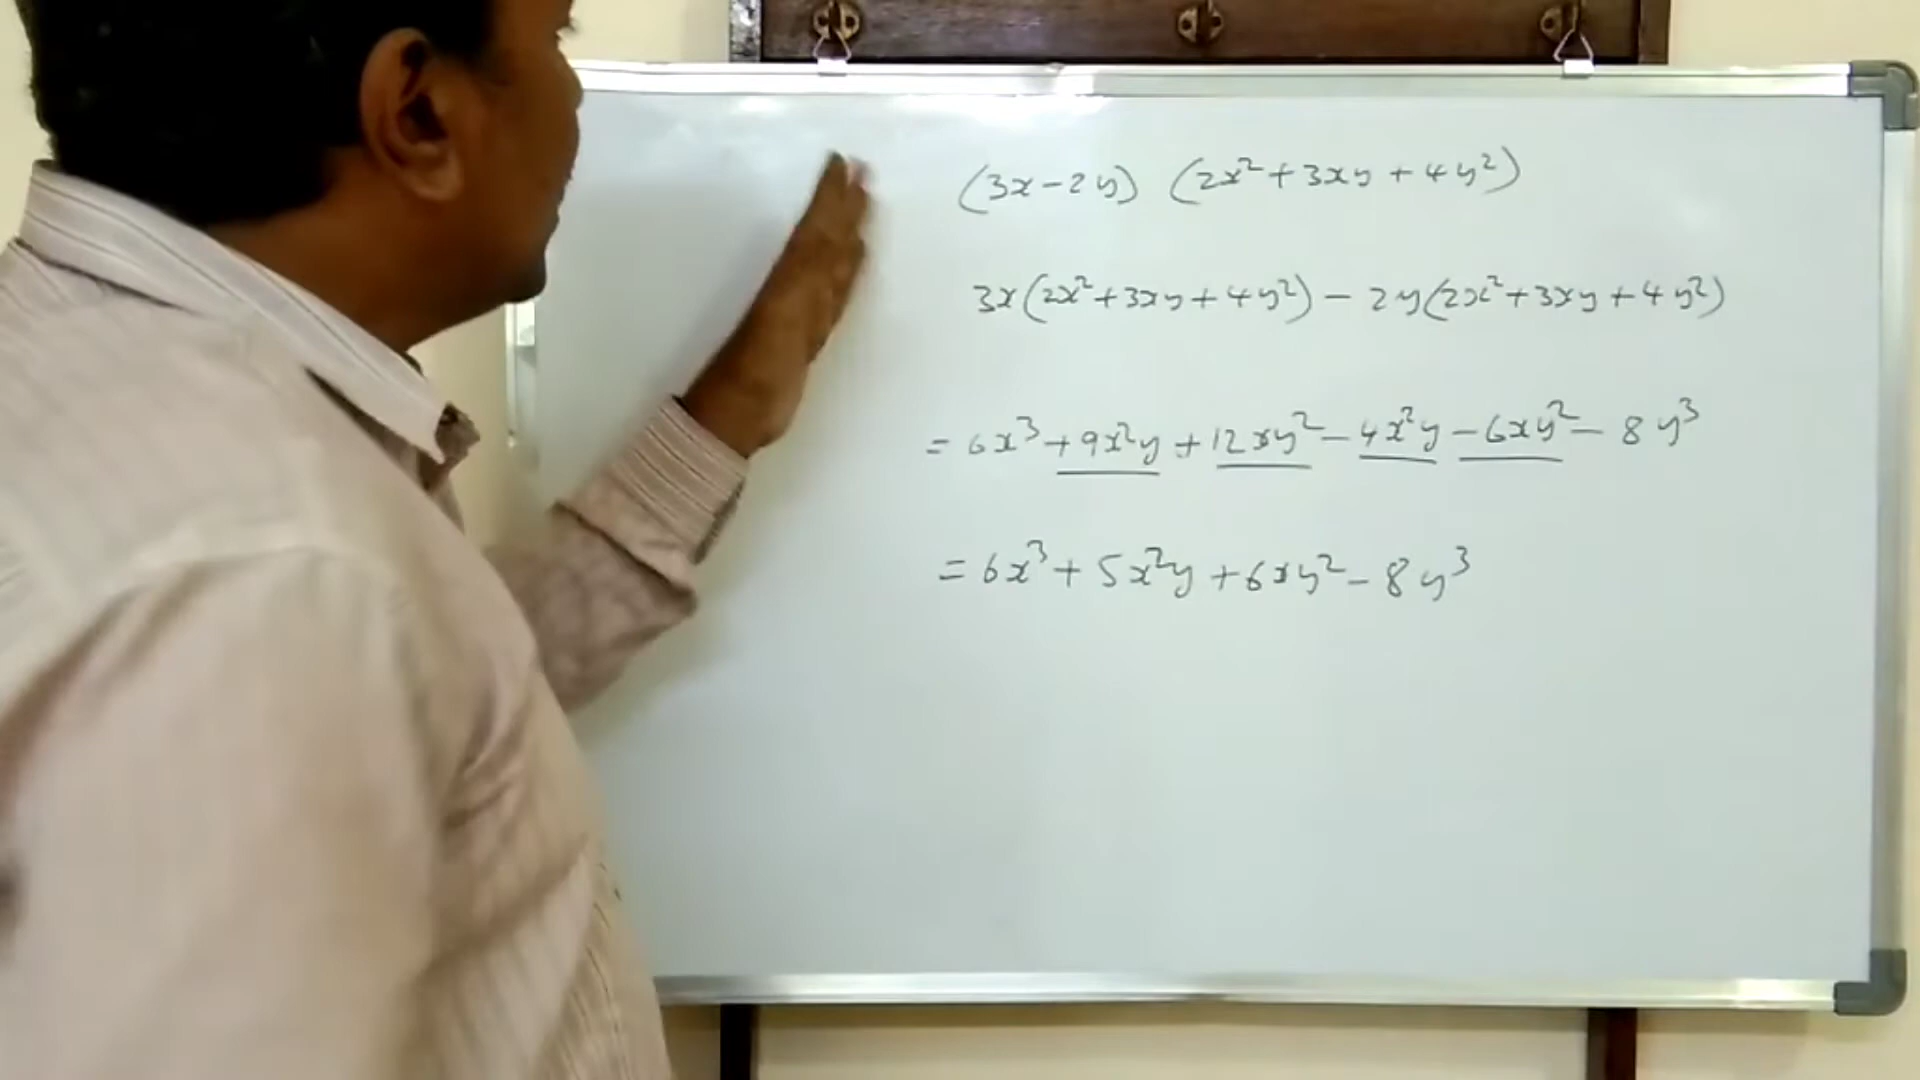 (3x-2y) (2x²+3xy+4y²)
3x(2x²+3xy+4y²)-2y(2x²+3xy+4y²)
=6x³+9x²y+12xy²-4x²y-6xy²-8y³
=6x³+5x²y+6xy²-8y³